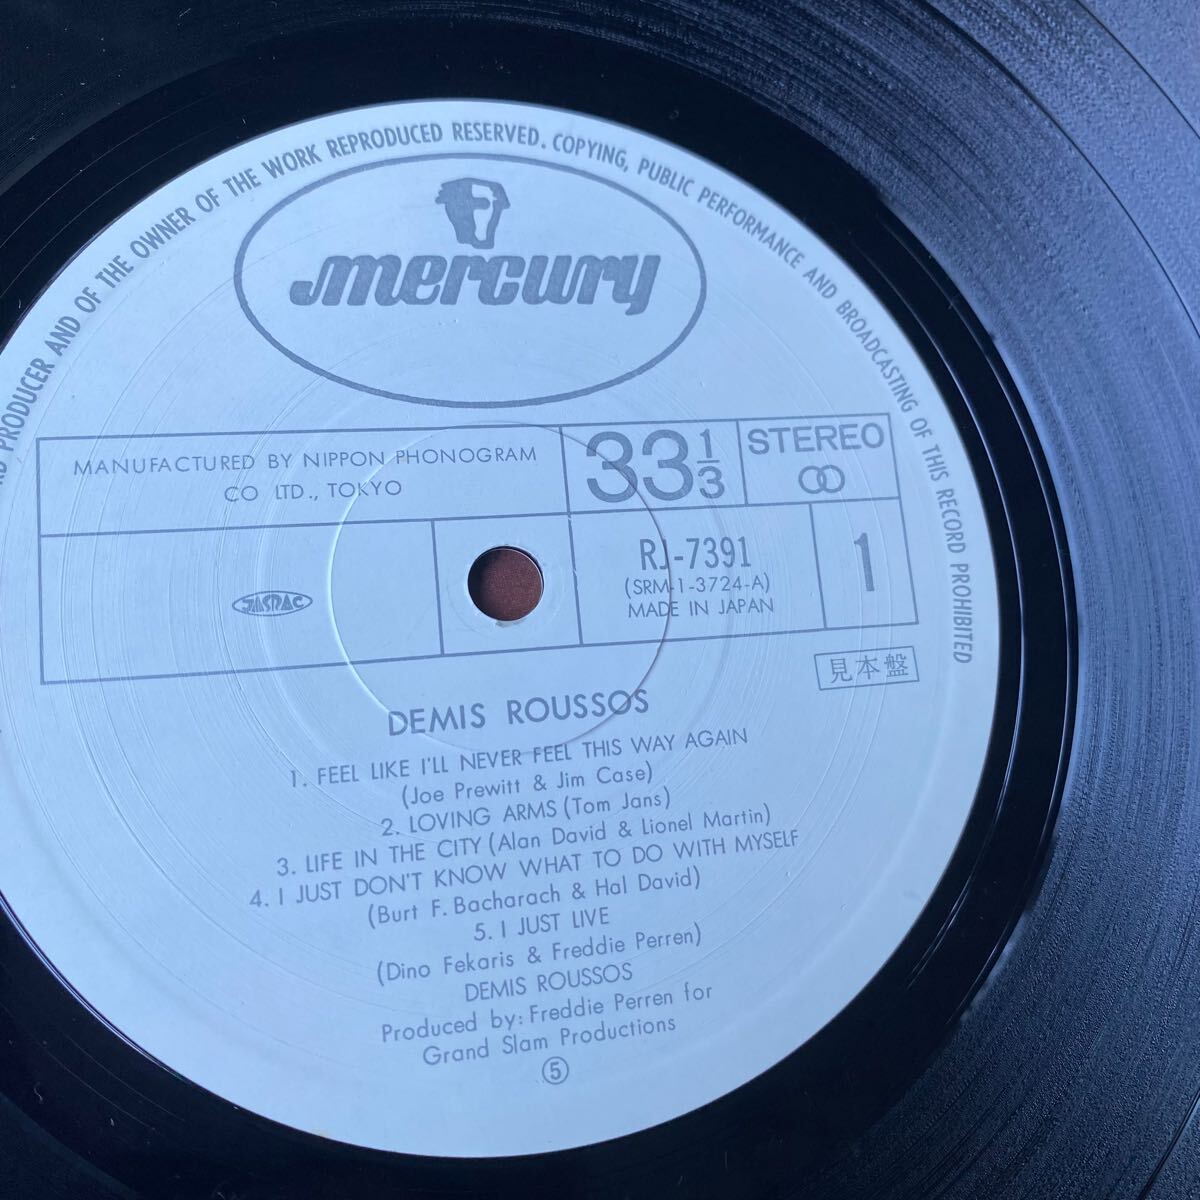 RD PRODUCER AND OF THE OWNER OF THE WORK REPRODUCED RESERVED. COPYING, PUBLIC PERFORMANCE AND BROADCASTING OF THIS RECORD PROHIBITED
mercury
MANUFACTURED BY NIPPON PHONOGRAM
CO LTD., TOKYO
33 1/3
STEREO
JASRAC
RJ-7391
(SRM-1-3724-A)
MADE IN JAPAN
1
見本盤
DEMIS ROUSSOS
1. FEEL LIKE I'LL NEVER FEEL THIS WAY AGAIN
(Joe Prewitt & Jim Case)
2. LOVING ARMS (Tom Jans)
3. LIFE IN THE CITY (Alan David & Lionel Martin)
4. I JUST DON'T KNOW WHAT TO DO WITH MYSELF
(Burt F. Bacharach & Hal David)
5. I JUST LIVE
(Dino Fekaris & Freddie Perren)
DEMIS ROUSSOS
Produced by: Freddie Perren for
Grand Slam Productions
⑤